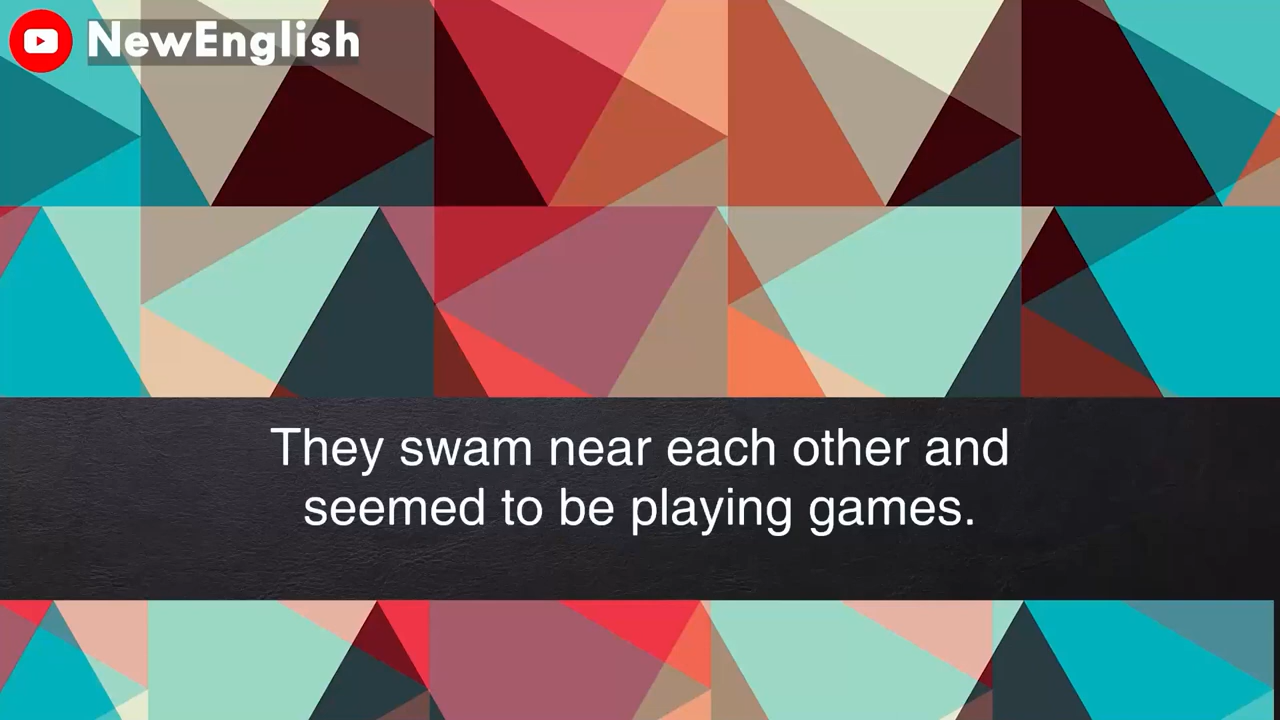 NewEnglish
They swam near each other and
seemed to be playing games.